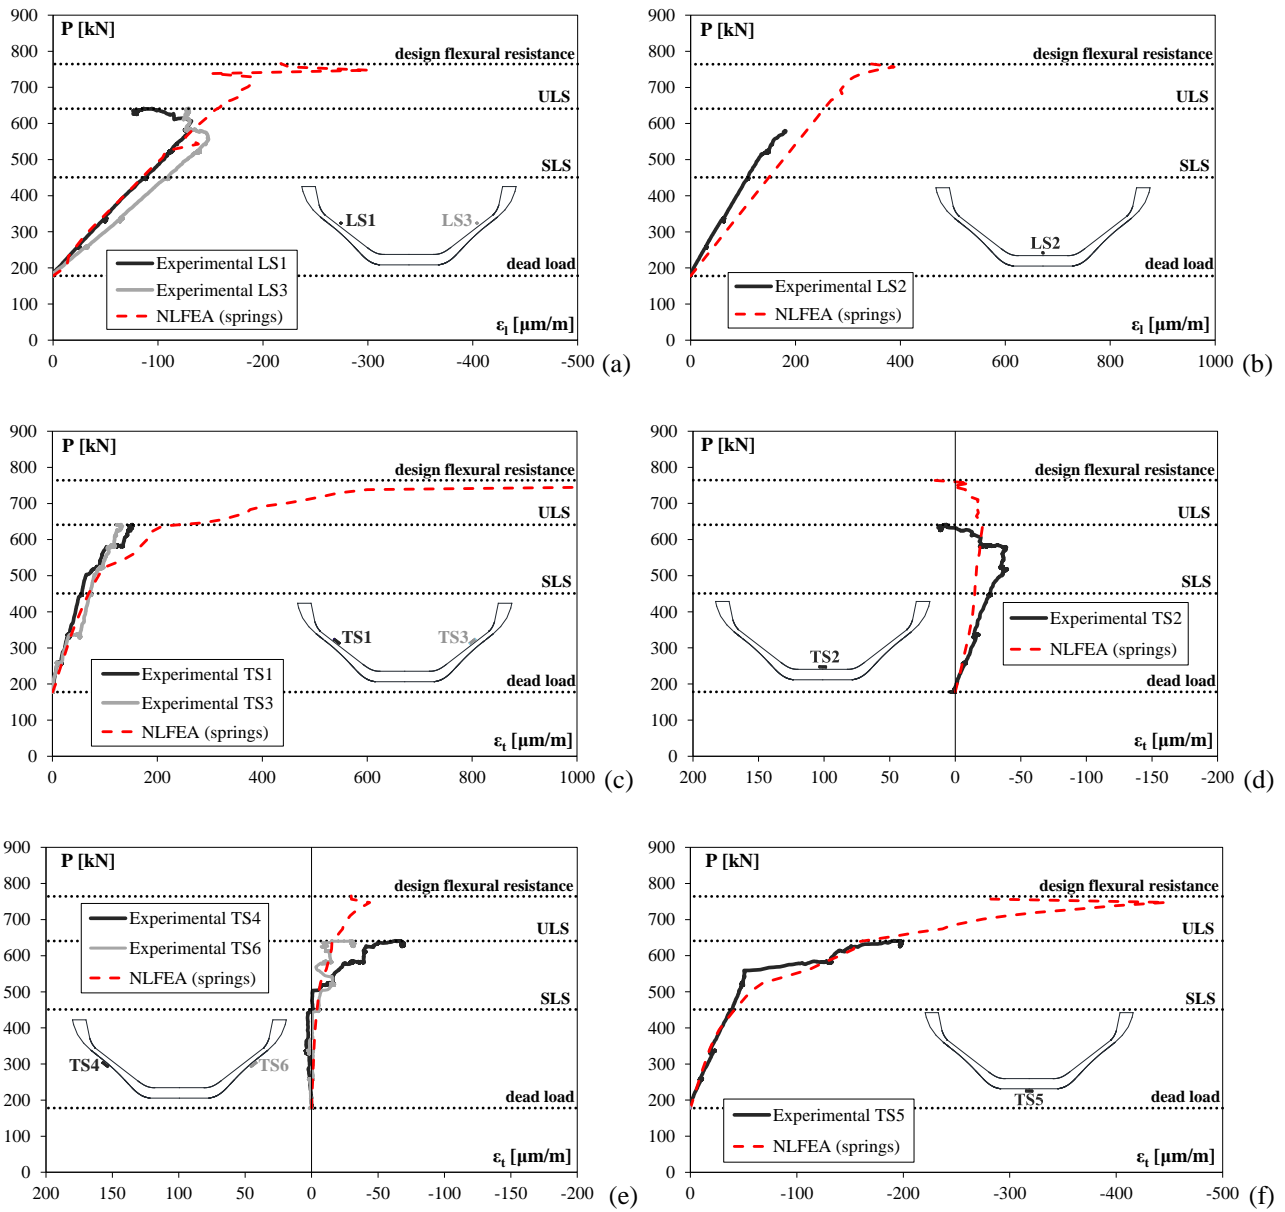 P [kN]
900
800
700
600
500
400
300
200
100
0
design flexural resistance
ULS
SLS
LS1
LS3
dead load
Experimental LS1
Experimental LS3
NLFEA (springs)
εl [μm/m]
0 -100 -200 -300 -400 -500
(a)
P [kN]
900
800
700
600
500
400
300
200
100
0
design flexural resistance
ULS
SLS
LS2
dead load
Experimental LS2
NLFEA (springs)
εl [μm/m]
0 200 400 600 800 1000
(b)
P [kN]
900
800
700
600
500
400
300
200
100
0
design flexural resistance
ULS
SLS
TS1
TS3
dead load
Experimental TS1
Experimental TS3
NLFEA (springs)
εt [μm/m]
0 200 400 600 800 1000
(c)
P [kN]
900
800
700
600
500
400
300
200
100
0
design flexural resistance
ULS
SLS
Experimental TS2
NLFEA (springs)
TS2
dead load
εt [μm/m]
200 150 100 50 0 -50 -100 -150 -200
(d)
P [kN]
900
800
700
600
500
400
300
200
100
0
design flexural resistance
Experimental TS4
Experimental TS6
NLFEA (springs)
ULS
SLS
TS4
TS6
dead load
εt [μm/m]
200 150 100 50 0 -50 -100 -150 -200
(e)
P [kN]
900
800
700
600
500
400
300
200
100
0
design flexural resistance
ULS
SLS
TS5
dead load
Experimental TS5
NLFEA (springs)
εt [μm/m]
0 -100 -200 -300 -400 -500
(f)